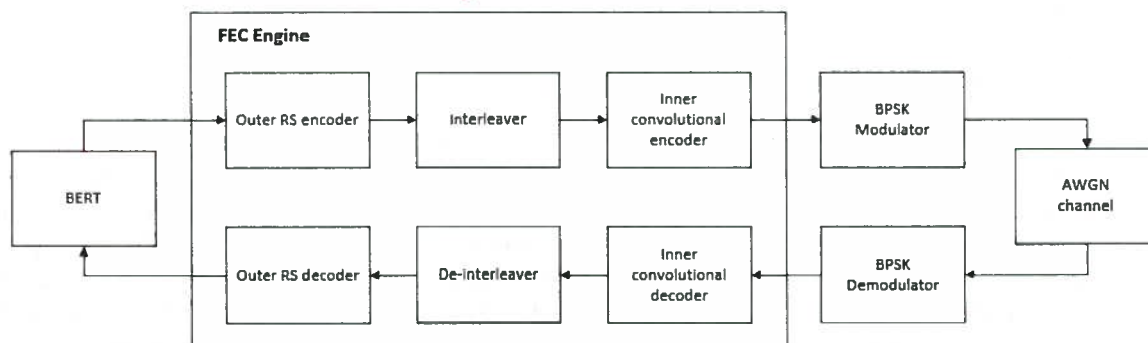 FEC Engine
Outer RS encoder
Interleaver
Inner
convolutional
encoder
BPSK
Modulator
BERT
AWGN
channel
Outer RS decoder
De-interleaver
Inner
convolutional
decoder
BPSK
Demodulator